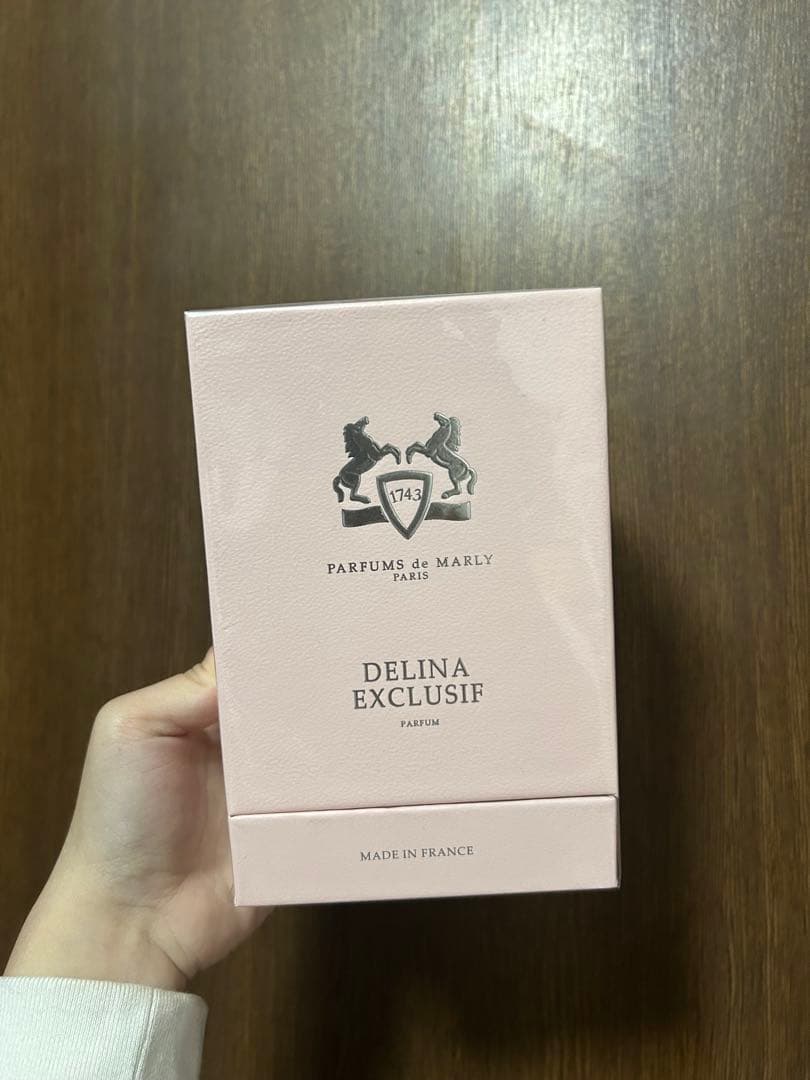 1743
PARFUMS de MARLY
PARIS
DELINA
EXCLUSIF
PARFUM
MADE IN FRANCE